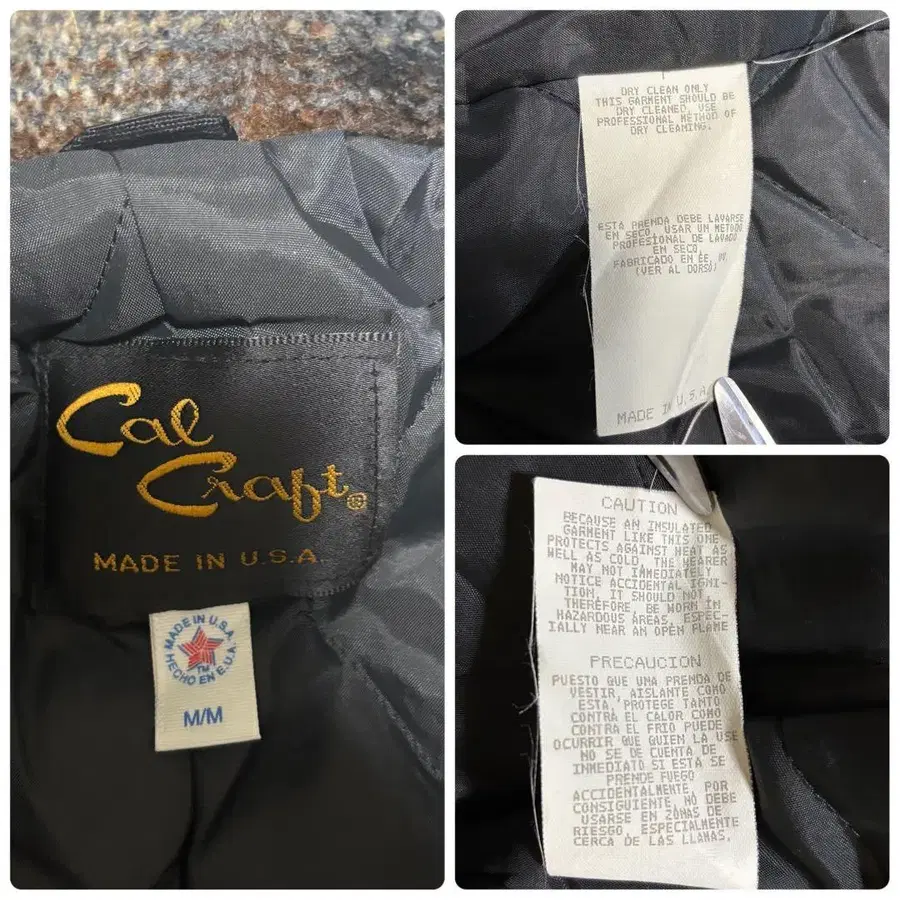 Cal
Craft®
MADE IN U.S.A.
MADE IN U.S.A.
TM
HECHO EN E.U.A.
M/M
DRY CLEAN ONLY
THIS GARMENT SHOULD BE
DRY CLEANED, USE
PROFESSIONAL METHOD OF
DRY CLEANING.
ESTA PRENDA DEBE LAVARSE
EN SECO, USAR UN METODO
PROFESIONAL DE LAVADO
EN SECO.
FABRICADO EN EE. UU.
(VER AL DORSO)
MADE IN U.S.A.
CAUTION
BECAUSE AN INSULATED
GARMENT LIKE THIS ONE
PROTECTS AGAINST HEAT AS
WELL AS COLD, THE WEARER
MAY NOT IMMEDIATELY
NOTICE ACCIDENTAL IGNI-
TION, IT SHOULD NOT,
THEREFORE, BE WORN IN
HAZARDOUS AREAS, ESPEC-
IALLY NEAR AN OPEN FLAME
PRECAUCION
PUESTO QUE UNA PRENDA DE
VESTIR, AISLANTE COMO
ESTA, PROTEGE TANTO
CONTRA EL CALOR COMO
CONTRA EL FRIO PUEDE
OCURRIR QUE QUIEN LA USE
NO SE DE CUENTA DE
INMEDIATO SI ESTA SE
PRENDE FUEGO
ACCIDENTALMENTE, POR
CONSIGUIENTE, NO DEBE
USARSE EN ZONAS DE
RIESGO, ESPECIALMENTE
CERCA DE LAS LLAMAS.